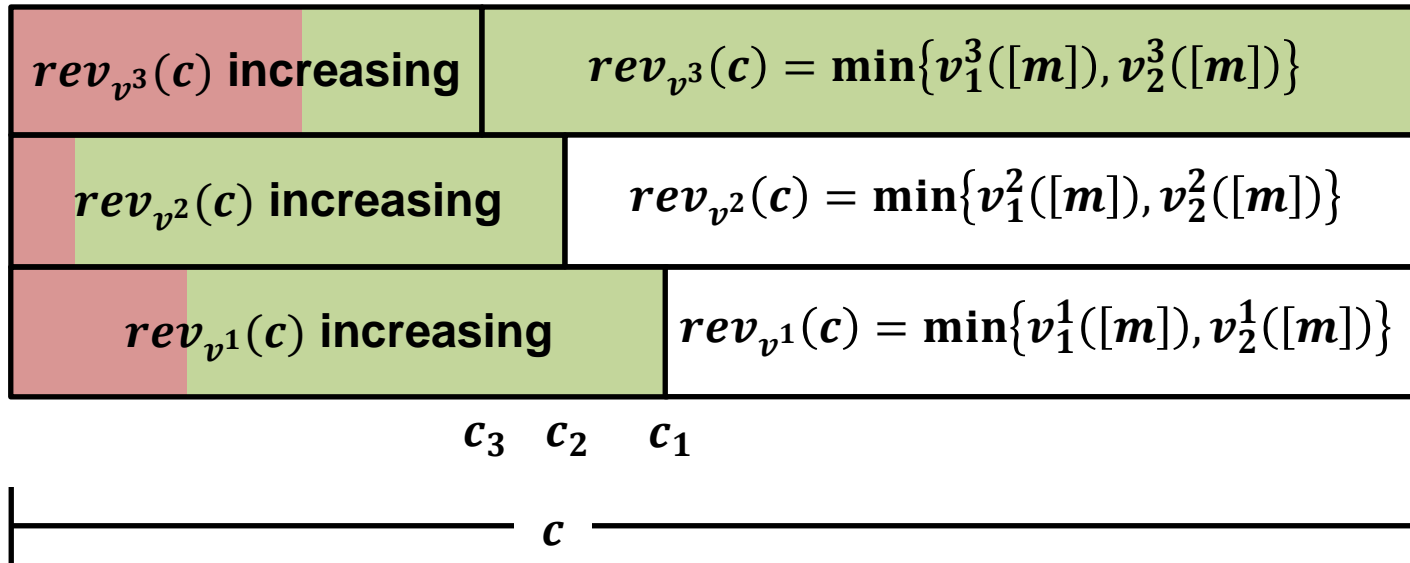 rev_{v^3}(c) increasing rev_{v^3}(c) = min{v_1^3([m]), v_2^3([m])}
rev_{v^2}(c) increasing rev_{v^2}(c) = min{v_1^2([m]), v_2^2([m])}
rev_{v^1}(c) increasing rev_{v^1}(c) = min{v_1^1([m]), v_2^1([m])}
c_3 c_2 c_1
c